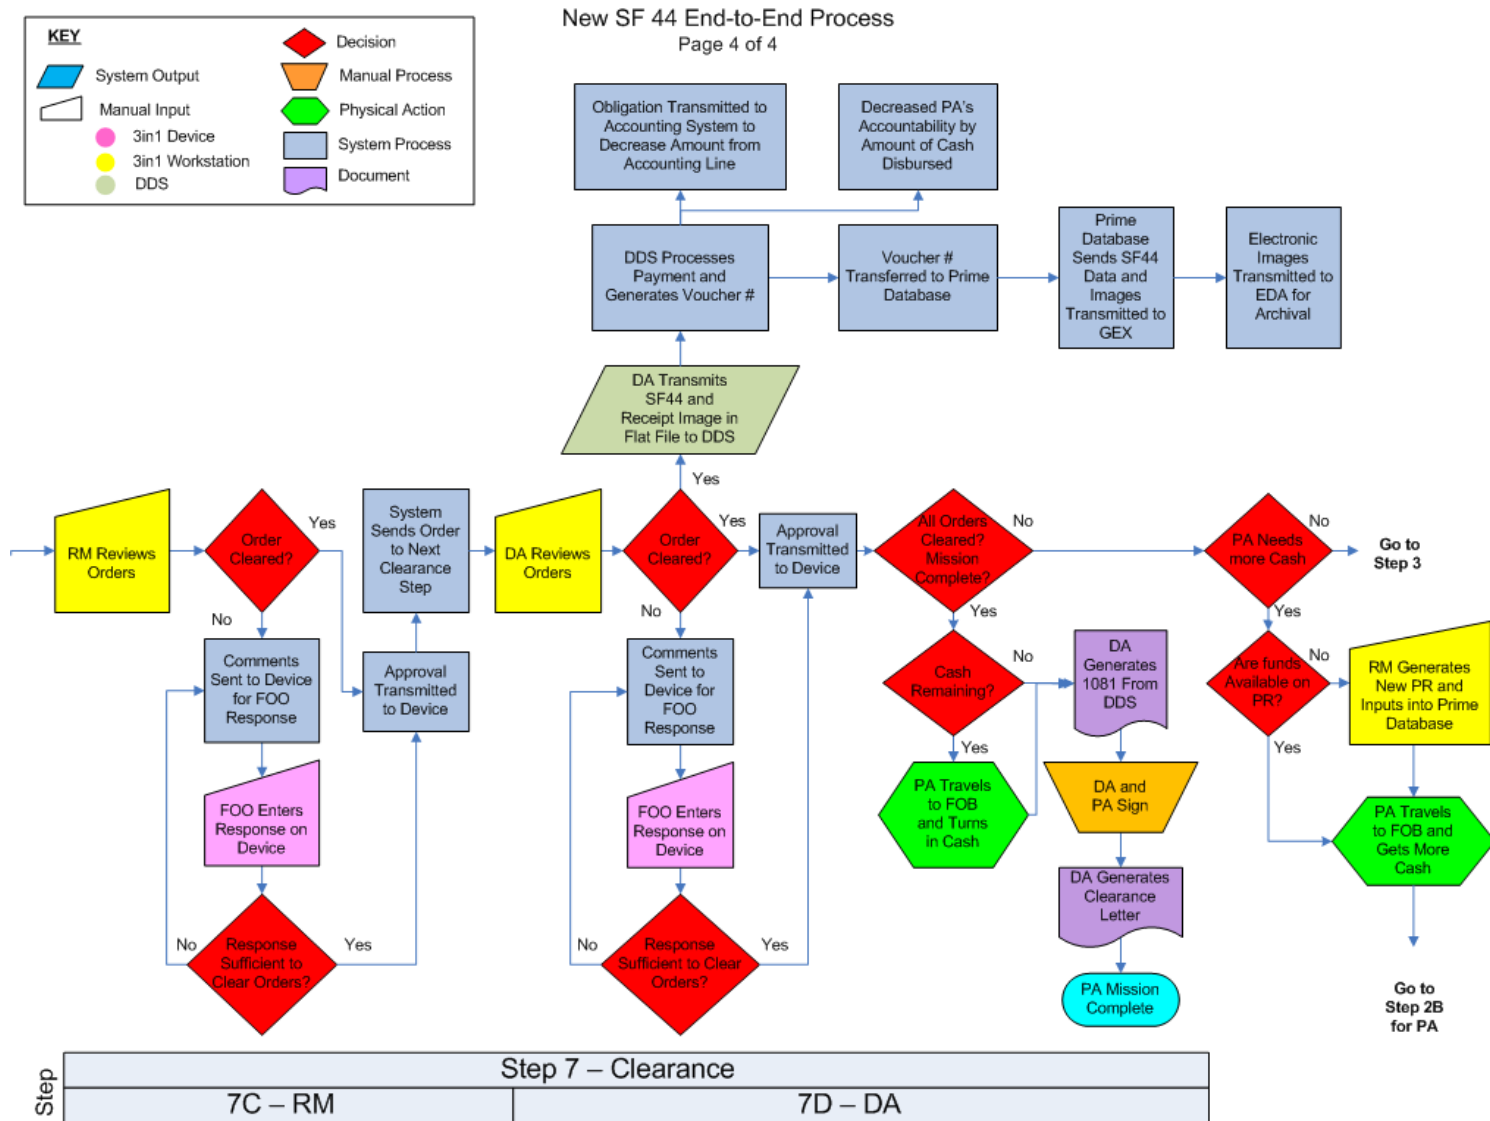 New SF 44 End-to-End Process
Page 4 of 4
KEY
System Output
Manual Input
3in1 Device
3in1 Workstation
DDS
Decision
Manual Process
Physical Action
System Process
Document
Obligation Transmitted to
Accounting System to
Decrease Amount from
Accounting Line
Decreased PA's
Accountability by
Amount of Cash
Disbursed
DDS Processes
Payment and
Generates Voucher #
Voucher #
Transferred to Prime
Database
Prime
Database
Sends SF44
Data and
Images
Transmitted to
GEX
Electronic
Images
Transmitted to
EDA for
Archival
DA Transmits
SF44 and
Receipt Image in
Flat File to DDS
Yes
RM Reviews
Orders
Order
Cleared?
Yes
No
System
Sends Order
to Next
Clearance
Step
DA Reviews
Orders
Order
Cleared?
Yes
No
Approval
Transmitted
to Device
All Orders
Cleared?
Mission
Complete?
No
Yes
PA Needs
more Cash
No
Yes
Go to
Step 3
Comments
Sent to Device
for FOO
Response
Approval
Transmitted
to Device
Comments
Sent to
Device for
FOO
Response
Cash
Remaining?
No
Yes
DA
Generates
1081 From
DDS
Are funds
Available on
PR?
No
Yes
RM Generates
New PR and
Inputs into Prime
Database
FOO Enters
Response on
Device
FOO Enters
Response on
Device
PA Travels
to FOB
and Turns
in Cash
DA and
PA Sign
PA Travels
to FOB and
Gets More
Cash
DA Generates
Clearance
Letter
No
Response
Sufficient to
Clear Orders?
Yes
No
Response
Sufficient to Clear
Orders?
Yes
PA Mission
Complete
Go to
Step 2B
for PA
Step
Step 7 – Clearance
7C – RM
7D – DA